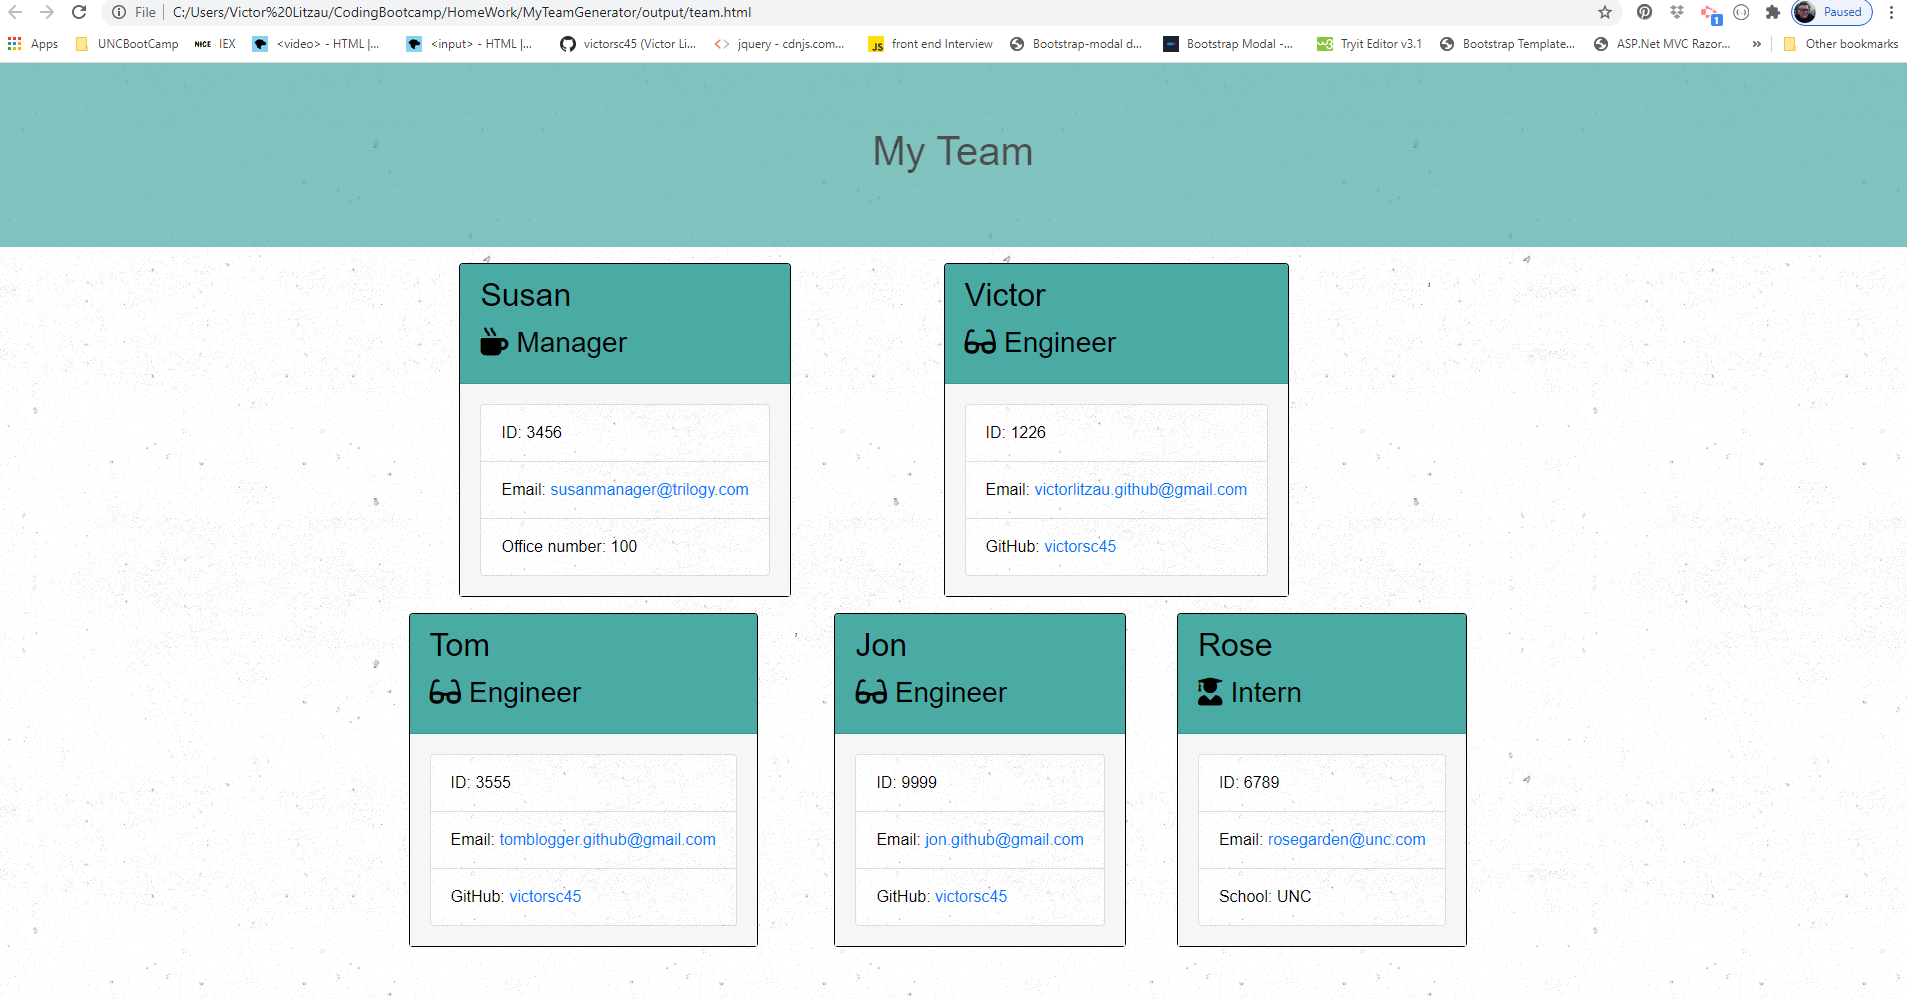 File C:/Users/Victor%20Litzau/CodingBootcamp/HomeWork/MyTeamGenerator/output/team.html 1 Paused
Apps UNCBootCamp NICE IEX <video> - HTML |... <input> - HTML |... victorsc45 (Victor Li... <> jquery - cdnjs.com... JS front end Interview Bootstrap-modal d... Bootstrap Modal -... Tryit Editor v3.1 Bootstrap Template... ASP.Net MVC Razor... » Other bookmarks
My Team
Susan
Manager
ID: 3456
Email: susanmanager@trilogy.com
Office number: 100
Victor
Engineer
ID: 1226
Email: victorlitzau.github@gmail.com
GitHub: victorsc45
,
Tom
Engineer
ID: 3555
Email: tomblogger.github@gmail.com
GitHub: victorsc45
,
Jon
Engineer
ID: 9999
Email: jon.github@gmail.com
GitHub: victorsc45
Rose
Intern
ID: 6789
Email: rosegarden@unc.com
School: UNC